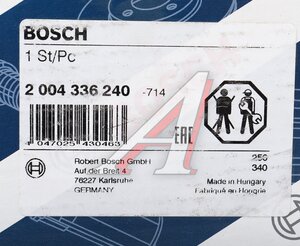 BOSCH
1 St/Pc
2 004 336 240 -714
4 047025 430463
EAC
Robert Bosch GmbH
Auf der Breit 4
76227 Karlsruhe
GERMANY
250
340
Made in Hungary
Fabriqué en Hongrie
BOSCH